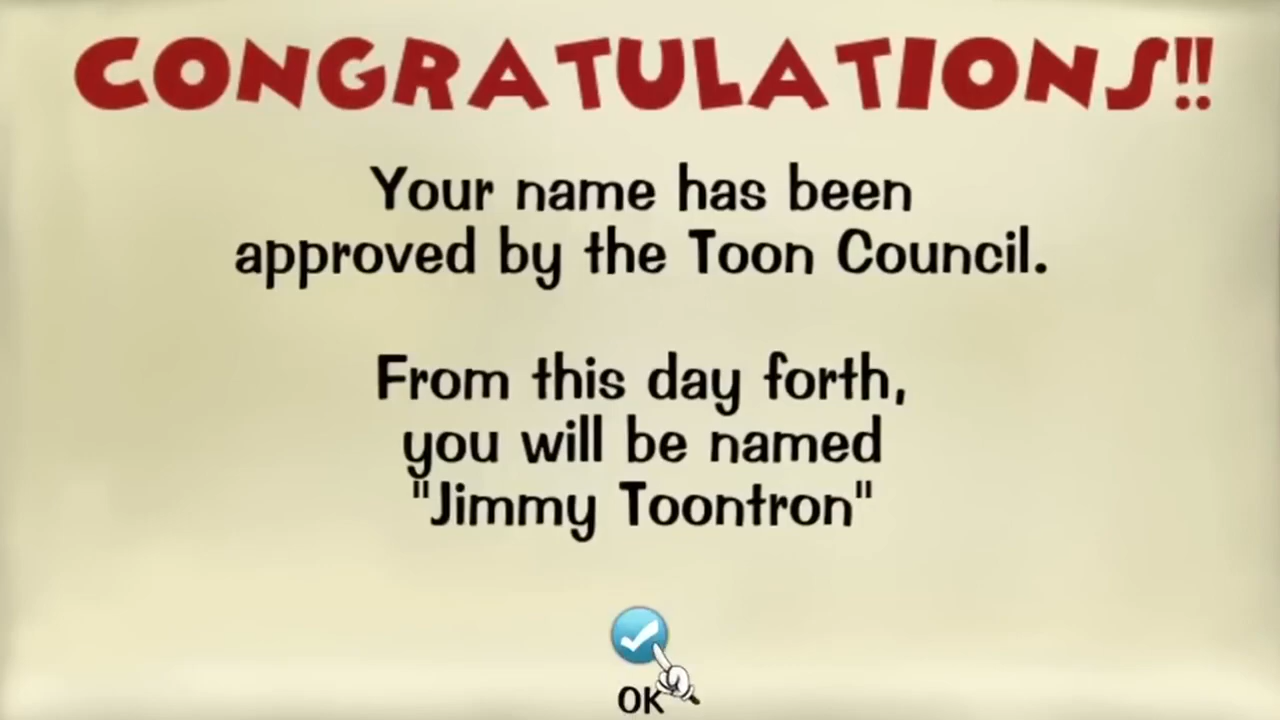 CONGRATULATIONS!!
Your name has been
approved by the Toon Council.
From this day forth,
you will be named
"Jimmy Toontron"
OK